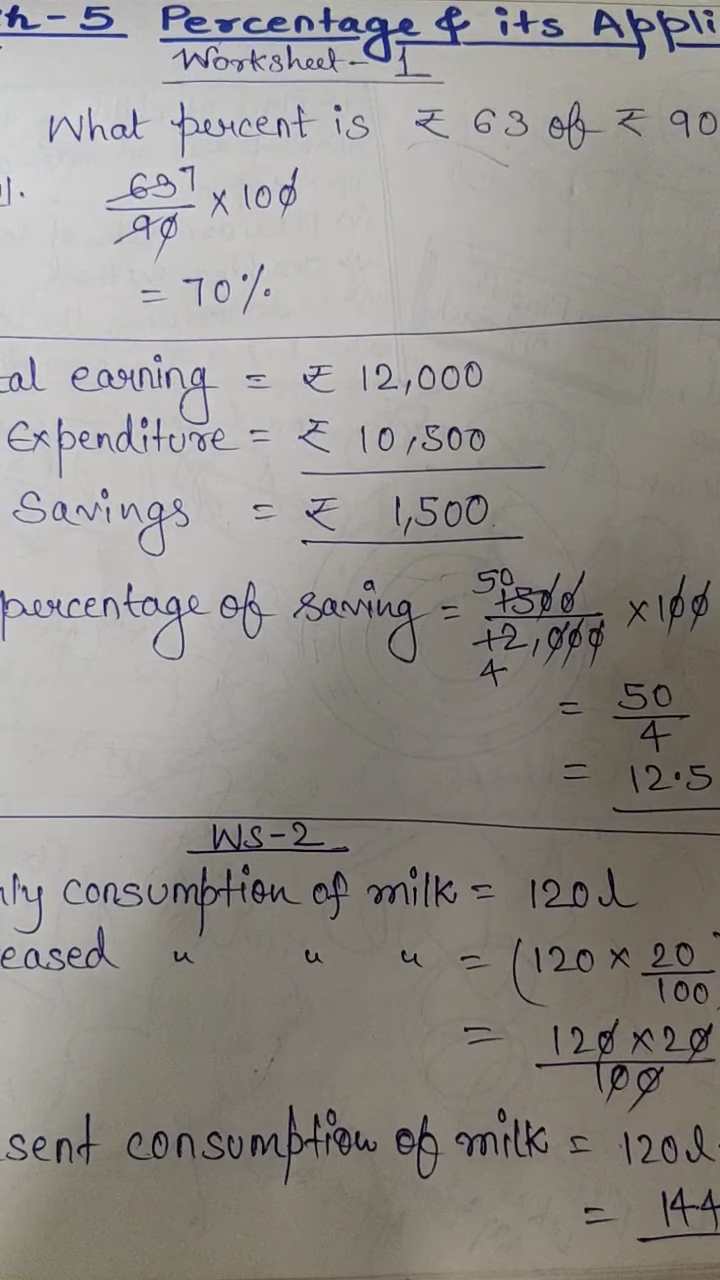 h-5 Percentage & its Appli
Worksheet-1
What percent is ₹ 63 of ₹ 90
1. 63 7 / 90 × 100
= 70%
tal earning = ₹ 12,000
Expenditure = ₹ 10,500
Savings = ₹ 1,500
percentage of saving = 50 1500 / 12,000 4 × 100
= 50 / 4
= 12.5
WS-2
ly consumption of milk = 120l
eased " " " = (120 × 20 / 100
= 120 × 20 / 100
sent consumption of milk = 120l
= 144